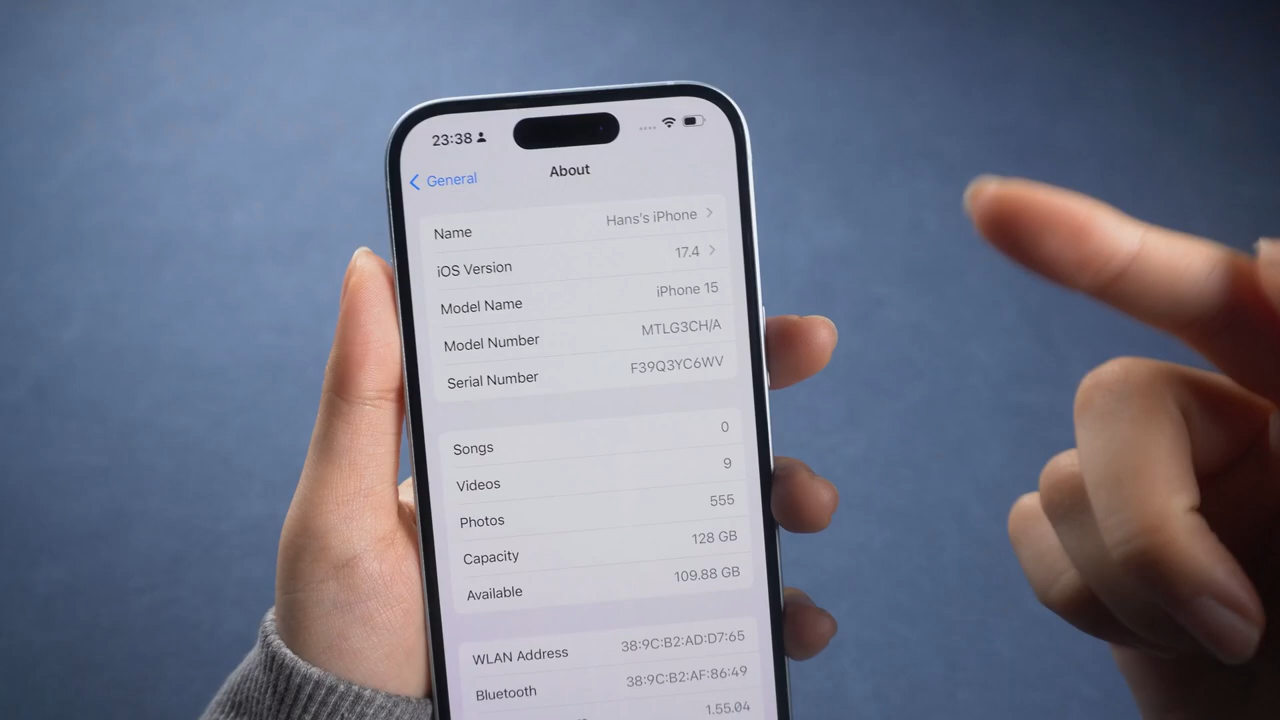 23:38
General
About
Name Hans's iPhone
iOS Version 17.4
Model Name iPhone 15
Model Number MTLG3CH/A
Serial Number F39Q3YC6WV
Songs 0
Videos 9
Photos 555
Capacity 128 GB
Available 109.88 GB
WLAN Address 38:9C:B2:AD:D7:65
Bluetooth 38:9C:B2:AF:86:49
1.55.04